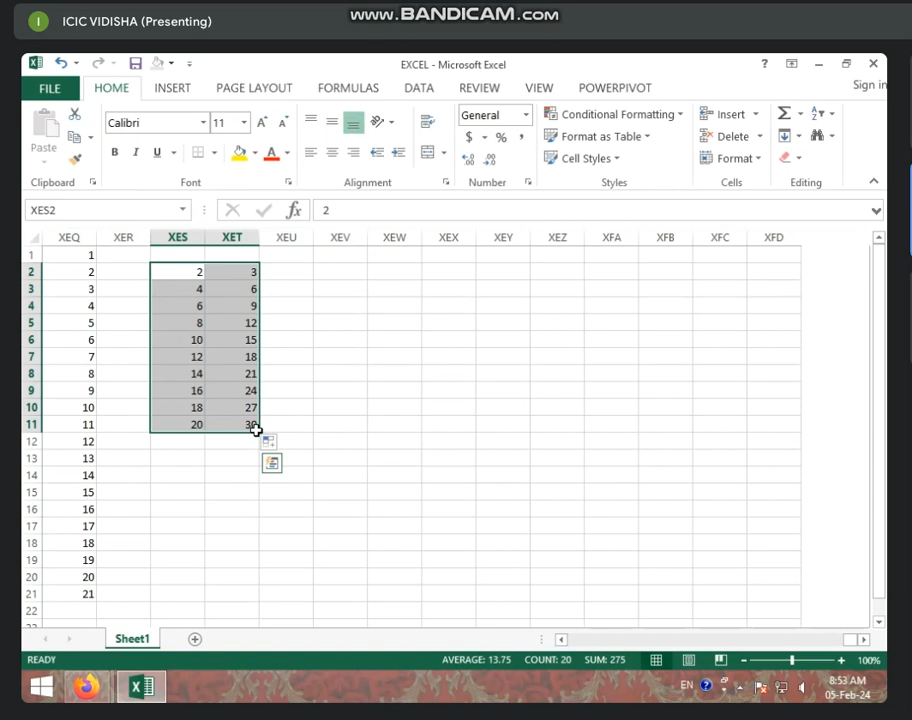 I ICIC VIDISHA (Presenting) www.BANDICAM.com
EXCEL - Microsoft Excel ?
FILE HOME INSERT PAGE LAYOUT FORMULAS DATA REVIEW VIEW POWERPIVOT Sign in
Calibri 11 General Conditional Formatting Insert
Paste B I U A $ % , Format as Table Delete
Cell Styles Format
Clipboard Font Alignment Number Styles Cells Editing
XES2 fx 2
XEQ XER XES XET XEU XEV XEW XEX XEY XEZ XFA XFB XFC XFD
1 1
2 2 2 3
3 3 4 6
4 4 6 9
5 5 8 12
6 6 10 15
7 7 12 18
8 8 14 21
9 9 16 24
10 10 18 27
11 11 20 30
12 12
13 13
14 14
15 15
16 16
17 17
18 18
19 19
20 20
21 21
22
Sheet1
READY AVERAGE: 13.75 COUNT: 20 SUM: 275 100%
EN 8:53 AM
05-Feb-24